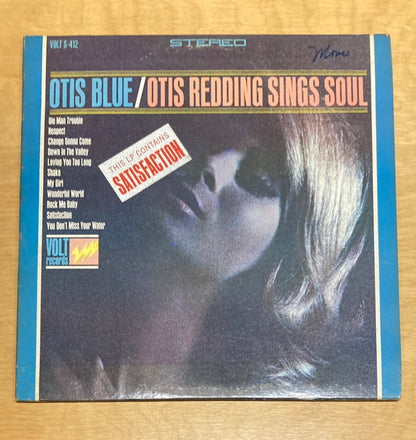 VOLT S-412
STEREO
OTIS BLUE/OTIS REDDING SINGS SOUL
Ole Man Trouble
Respect
Change Gonna Come
Down In The Valley
Loving You Too Long
Shake
My Girl
Wonderful World
Rock Me Baby
Satisfaction
You Don't Miss Your Water
THIS LP CONTAINS
SATISFACTION
VOLT
records